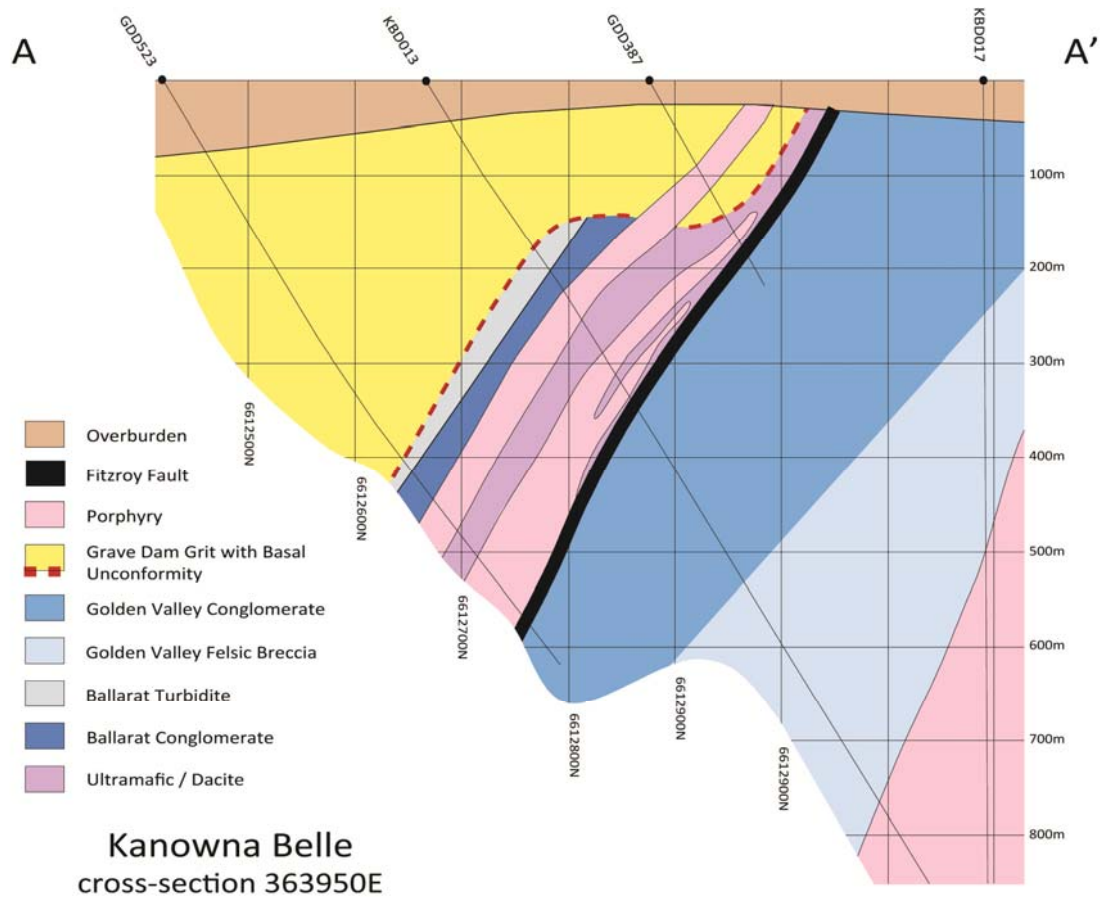 A
A'
GDD523
KBD013
GDD387
KBD017
100m
200m
300m
400m
500m
600m
700m
800m
6612500N
6612600N
6612700N
6612800N
6612900N
6612900N
Overburden
Fitzroy Fault
Porphyry
Grave Dam Grit with Basal
Unconformity
Golden Valley Conglomerate
Golden Valley Felsic Breccia
Ballarat Turbidite
Ballarat Conglomerate
Ultramafic / Dacite
Kanowna Belle
cross-section 363950E